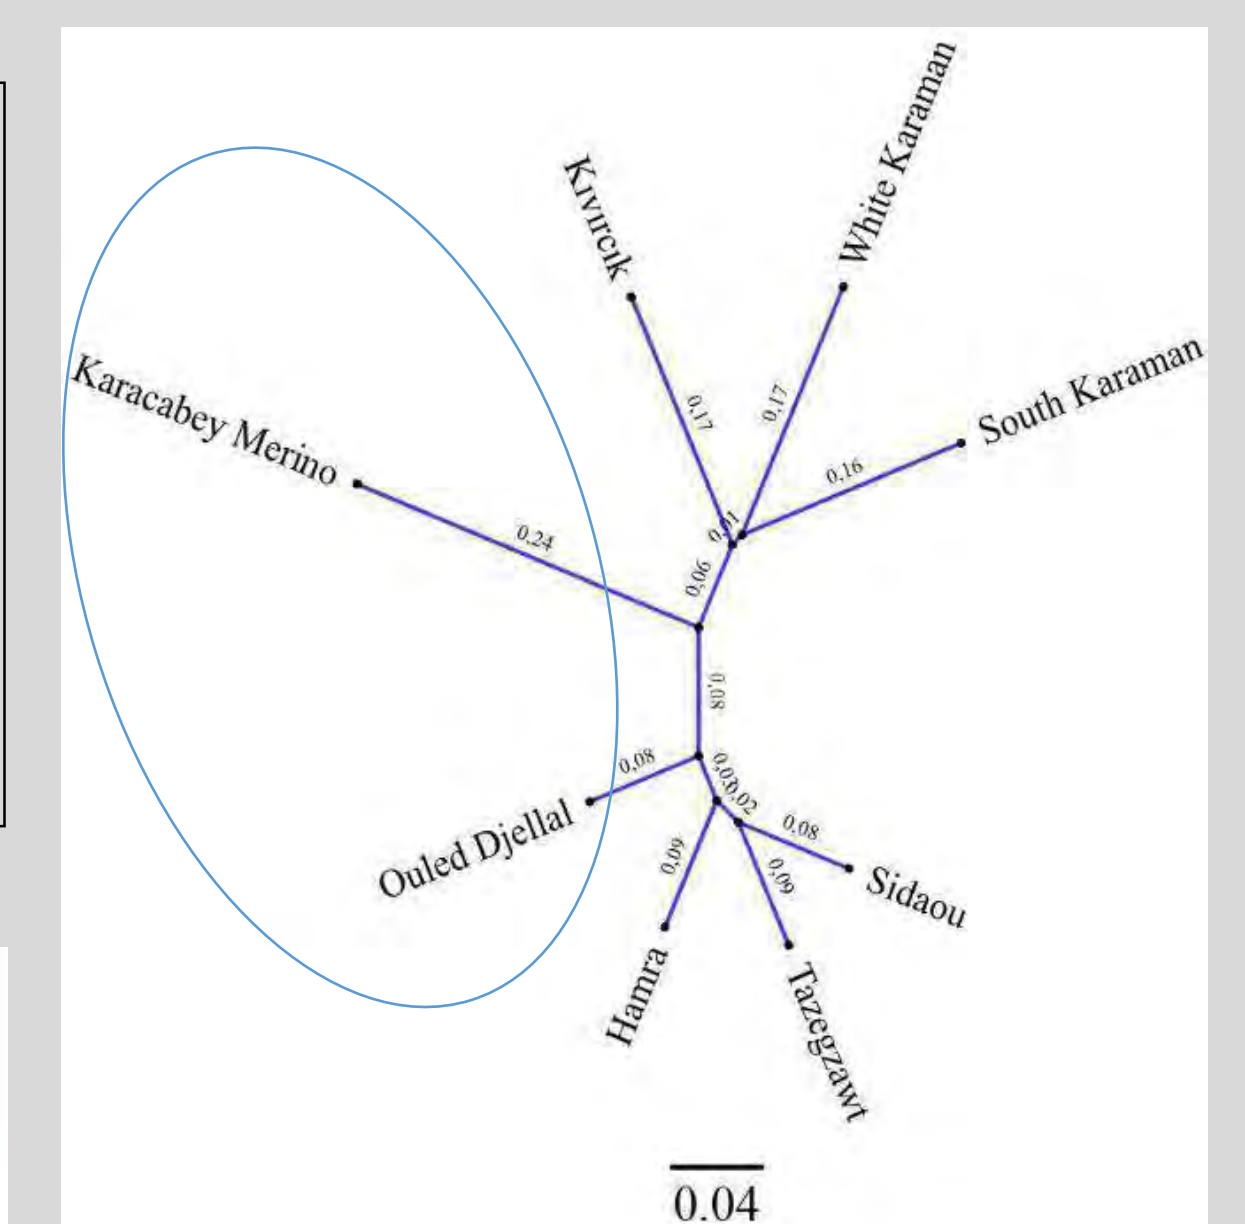 White Karaman
Kıvırcık
South Karaman
Karacabey Merino
0,17
0,17
0,16
0,24
0,01
0,06
0,08
0,08
0,03
0,02
0,08
0,09
0,09
Ouled Djellal
Sidaou
Hamra
Tazegzawt
0.04